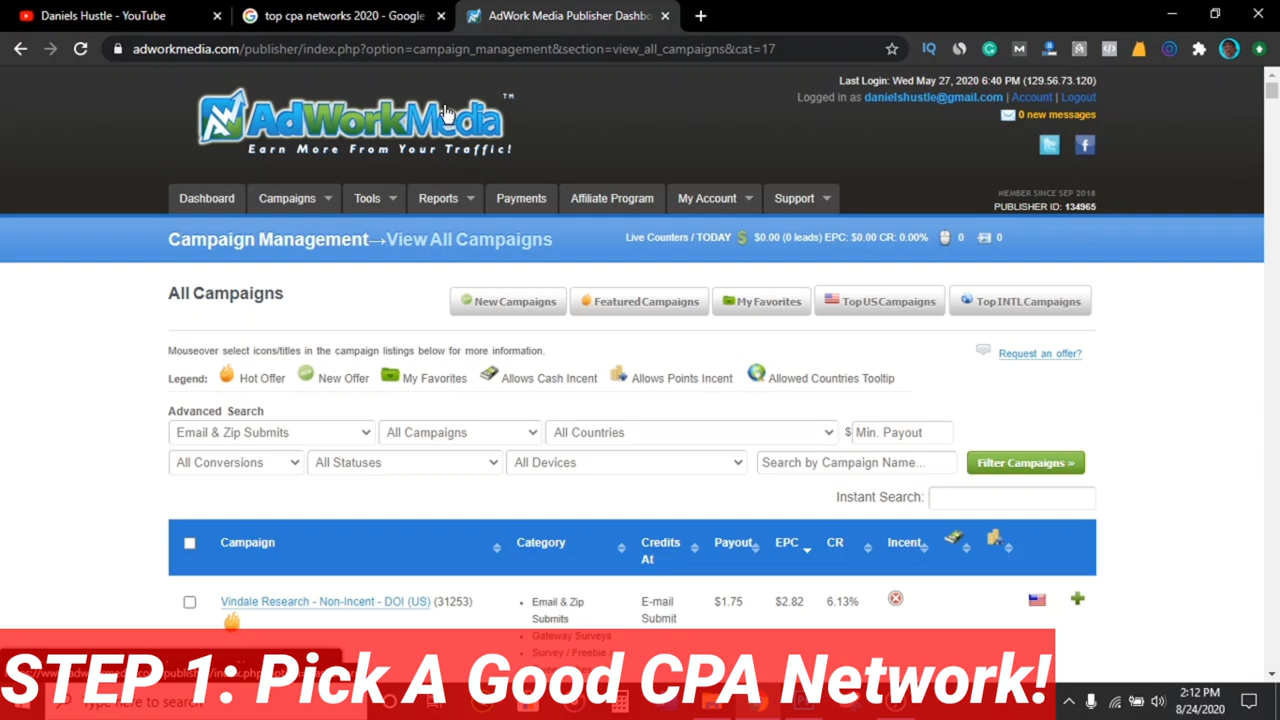 Daniels Hustle - YouTube
top cpa networks 2020 - Google
AdWork Media Publisher Dashbo
adworkmedia.com/publisher/index.php?option=campaign_management&section=view_all_campaigns&cat=17
Last Login: Wed May 27, 2020 6:40 PM (129.56.73.120)
Logged in as danielshustle@gmail.com | Account | Logout
0 new messages
AdWorkMedia TM
Earn More From Your Traffic!
MEMBER SINCE SEP 2018
PUBLISHER ID: 134965
Dashboard Campaigns Tools Reports Payments Affiliate Program My Account Support
Campaign Management→View All Campaigns
Live Counters / TODAY $ $0.00 (0 leads) EPC: $0.00 CR: 0.00% 0 0
All Campaigns
New Campaigns Featured Campaigns My Favorites Top US Campaigns Top INTL Campaigns
Mouseover select icons/titles in the campaign listings below for more information.
Request an offer?
Legend: Hot Offer New Offer My Favorites Allows Cash Incent Allows Points Incent Allowed Countries Tooltip
Advanced Search
Email & Zip Submits All Campaigns All Countries $ Min. Payout
All Conversions All Statuses All Devices Search by Campaign Name... Filter Campaigns »
Instant Search:
Campaign Category Credits At Payout EPC CR Incent
Vindale Research - Non-Incent - DOI (US) (31253) Email & Zip Submits E-mail Submit $1.75 $2.82 6.13%
Gateway Surveys
Survey / Freebie /
STEP 1: Pick A Good CPA Network!
Type here to search
2:12 PM
8/24/2020